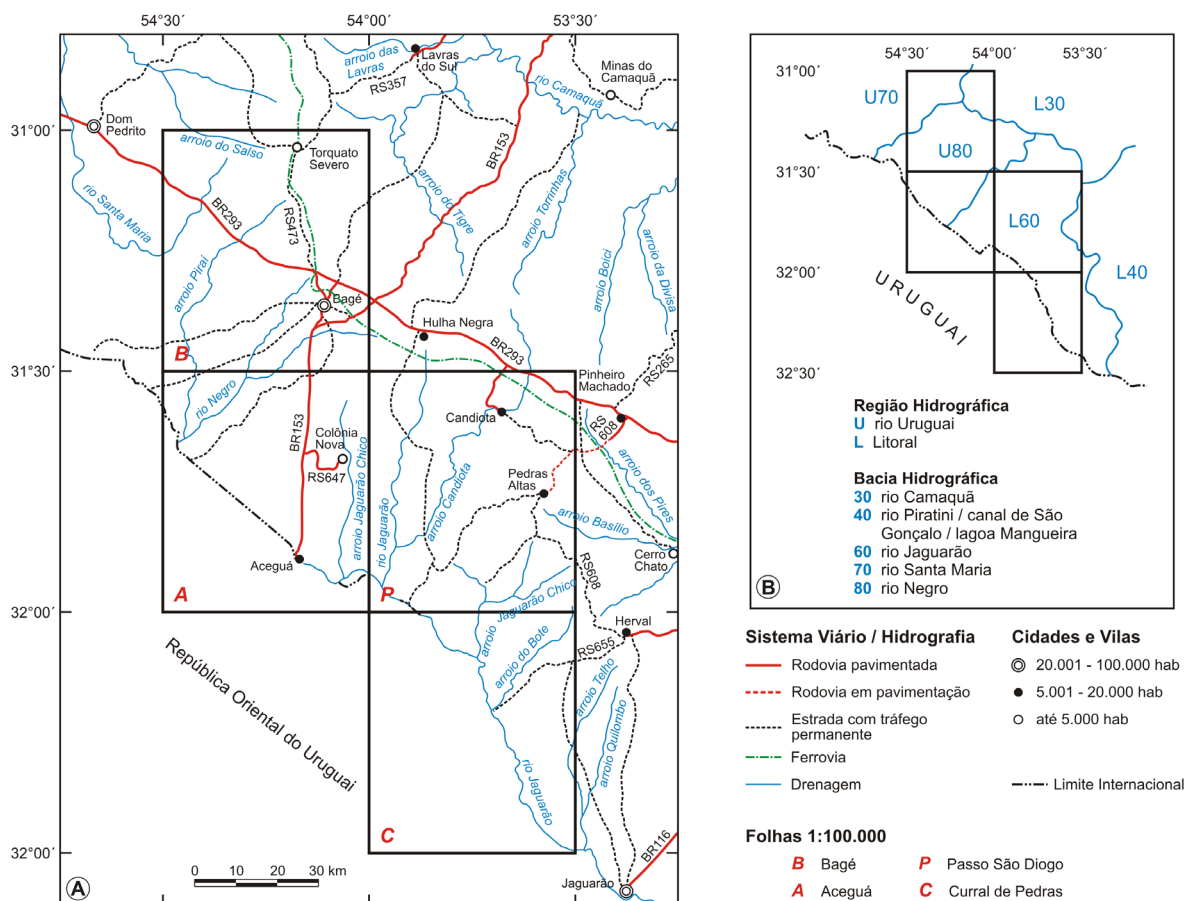 54°30´
54°00´
53°30´
31°00´
31°30´
32°00´
32°00´
arroio das
Lavras
Lavras
do Sul
RS357
Minas do
Camaquã
rio Camaquã
Dom
Pedrito
arroio do Salso
Torquato
Severo
BR153
rio Santa Maria
BR293
RS473
arroio do Tigre
arroio Torrinhas
arroio Piraí
arroio Boici
arroio da Divisa
Bagé
Hulha Negra
BR293
B
Pinheiro
Machado
RS265
rio Negro
Candiota
RS
608
BR153
Colônia
Nova
RS647
arroio Jaguarão Chico
rio Jaguarão
arroio Candiota
Pedras
Altas
arroio dos Pires
arroio Basílio
Cerro
Chato
Aceguá
RS608
A
P
arroio Jaguarão Chico
Herval
arroio do Bote
RS655
arroio Telho
arroio Quilombo
República Oriental do Uruguai
rio Jaguarão
C
BR116
Jaguarão
0 10 20 30 km
A
54°30´
54°00´
53°30´
31°00´
31°30´
32°00´
32°30´
U70
L30
U80
L60
L40
URUGUAI
Região Hidrográfica
U rio Uruguai
L Litoral
Bacia Hidrográfica
30 rio Camaquã
40 rio Piratini / canal de São
Gonçalo / lagoa Mangueira
60 rio Jaguarão
70 rio Santa Maria
80 rio Negro
B
Sistema Viário / Hidrografia
Rodovia pavimentada
Rodovia em pavimentação
Estrada com tráfego
permanente
Ferrovia
Drenagem
Cidades e Vilas
20.001 - 100.000 hab
5.001 - 20.000 hab
até 5.000 hab
Limite Internacional
Folhas 1:100.000
B Bagé
P Passo São Diogo
A Aceguá
C Curral de Pedras